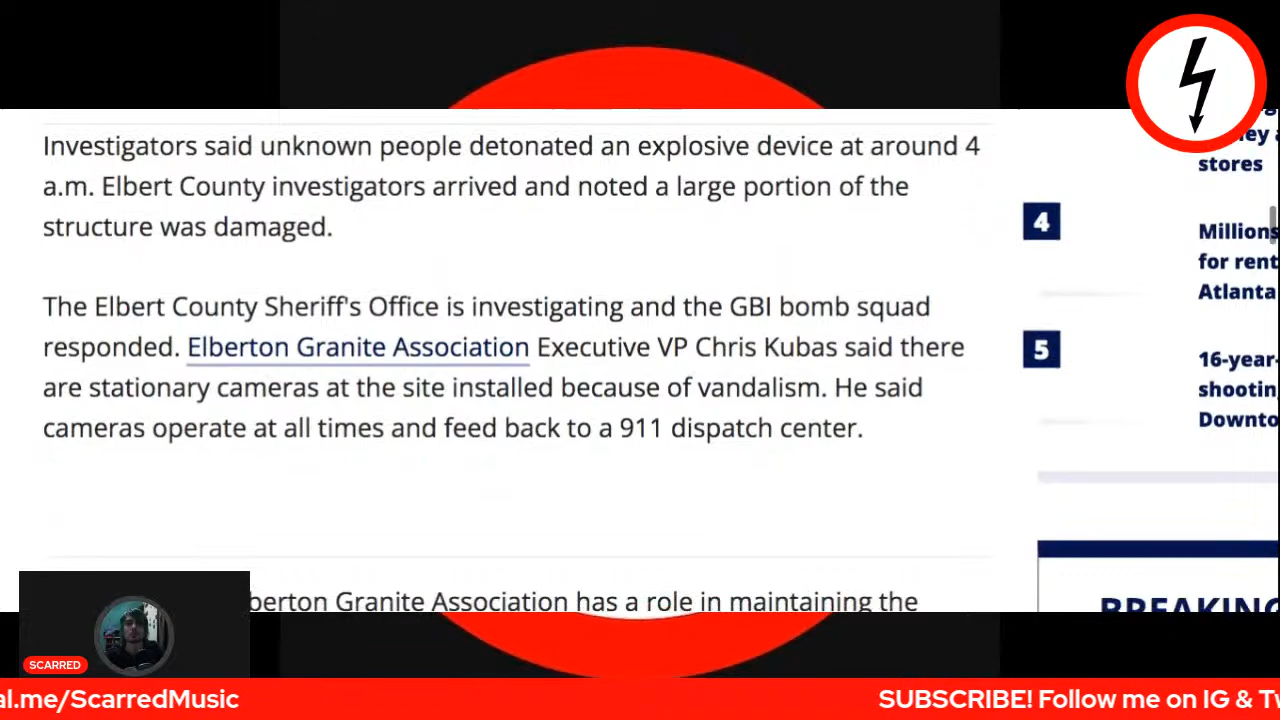 Investigators said unknown people detonated an explosive device at around 4
a.m. Elbert County investigators arrived and noted a large portion of the
structure was damaged.
The Elbert County Sheriff's Office is investigating and the GBI bomb squad
responded. Elberton Granite Association Executive VP Chris Kubas said there
are stationary cameras at the site installed because of vandalism. He said
cameras operate at all times and feed back to a 911 dispatch center.
berton Granite Association has a role in maintaining the
stores
4
Millions
for rent
Atlanta
5
16-year-
shooting
Downto
BREAKING
SCARRED
al.me/ScarredMusic
SUBSCRIBE! Follow me on IG & Tw